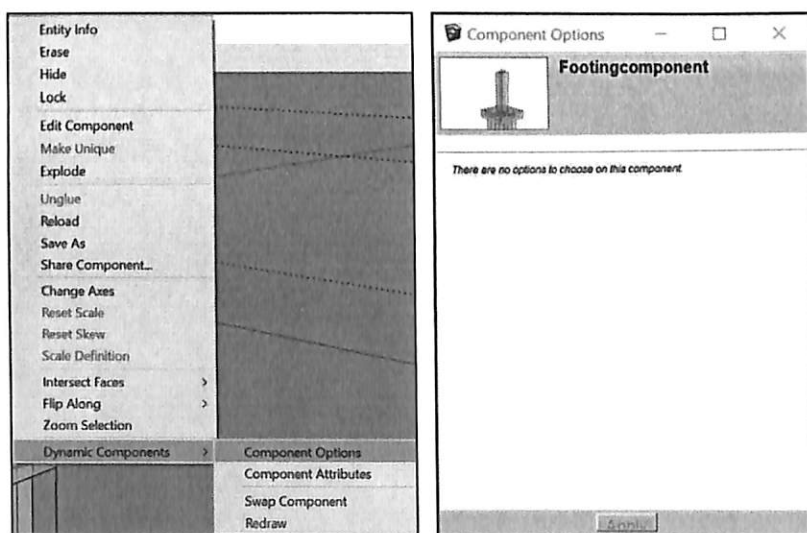 Entity Info
Erase
Hide
Lock
Edit Component
Make Unique
Explode
Unglue
Reload
Save As
Share Component...
Change Axes
Reset Scale
Reset Skew
Scale Definition
Intersect Faces >
Flip Along >
Zoom Selection
Dynamic Components >
Component Options
Component Attributes
Swap Component
Redraw
Component Options
Footingcomponent
There are no options to choose on this component.
Apply